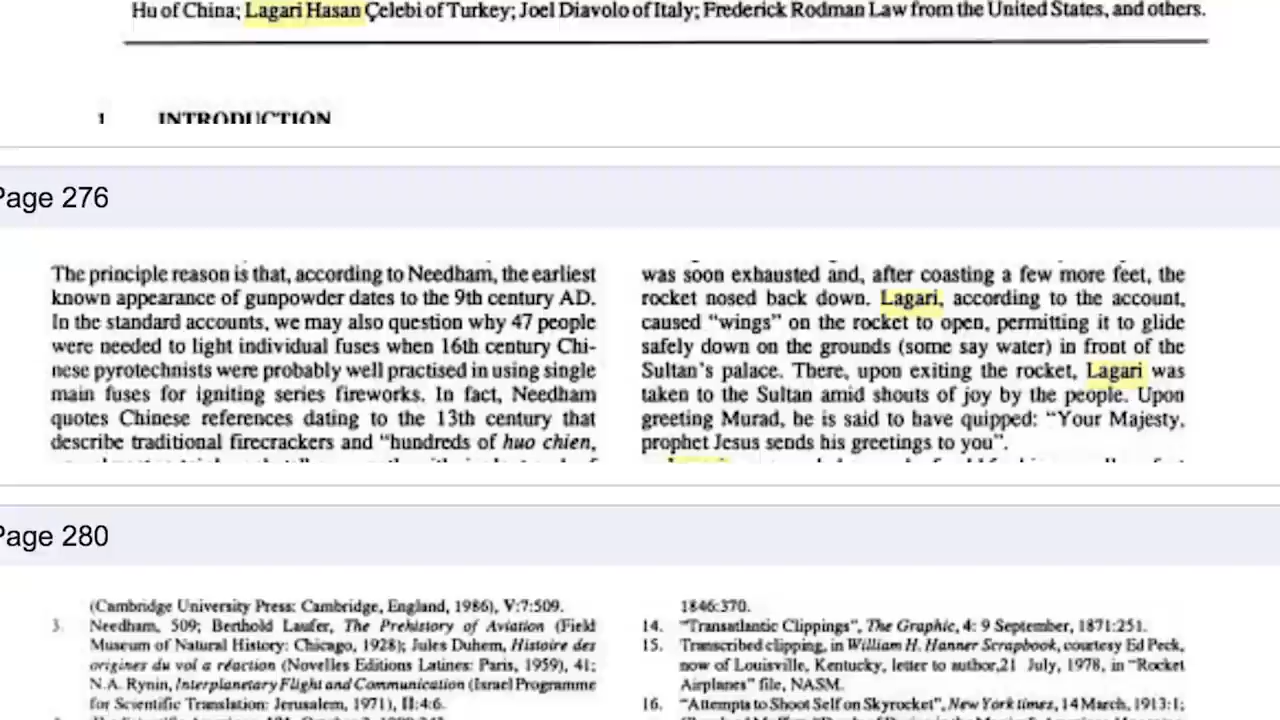 Hu of China; Lagari Hasan Çelebi of Turkey; Joel Diavolo of Italy; Frederick Rodman Law from the United States, and others.
1 INTRODUCTION
Page 276
The principle reason is that, according to Needham, the earliest
known appearance of gunpowder dates to the 9th century AD.
In the standard accounts, we may also question why 47 people
were needed to light individual fuses when 16th century Chi-
nese pyrotechnists were probably well practised in using single
main fuses for igniting series fireworks. In fact, Needham
quotes Chinese references dating to the 13th century that
describe traditional firecrackers and “hundreds of huo chien,
was soon exhausted and, after coasting a few more feet, the
rocket nosed back down. Lagari, according to the account,
caused “wings” on the rocket to open, permitting it to glide
safely down on the grounds (some say water) in front of the
Sultan’s palace. There, upon exiting the rocket, Lagari was
taken to the Sultan amid shouts of joy by the people. Upon
greeting Murad, he is said to have quipped: “Your Majesty,
prophet Jesus sends his greetings to you”.
Page 280
(Cambridge University Press: Cambridge, England, 1986), V:7:509.
3. Needham, 509; Berthold Laufer, The Prehistory of Aviation (Field
Museum of Natural History: Chicago, 1928); Jules Duhem, Histoire des
origines du vol a réaction (Novelles Editions Latines: Paris, 1959), 41;
N.A. Rynin, Interplanetary Flight and Communication (Israel Programme
for Scientific Translation: Jerusalem, 1971), II:4:6.
1846:370.
14. “Transatlantic Clippings”, The Graphic, 4: 9 September, 1871:251.
15. Transcribed clipping, in William H. Hanner Scrapbook, courtesy Ed Peck,
now of Louisville, Kentucky, letter to author,21 July, 1978, in “Rocket
Airplanes” file, NASM.
16. “Attempts to Shoot Self on Skyrocket”, New York times, 14 March, 1913:1;